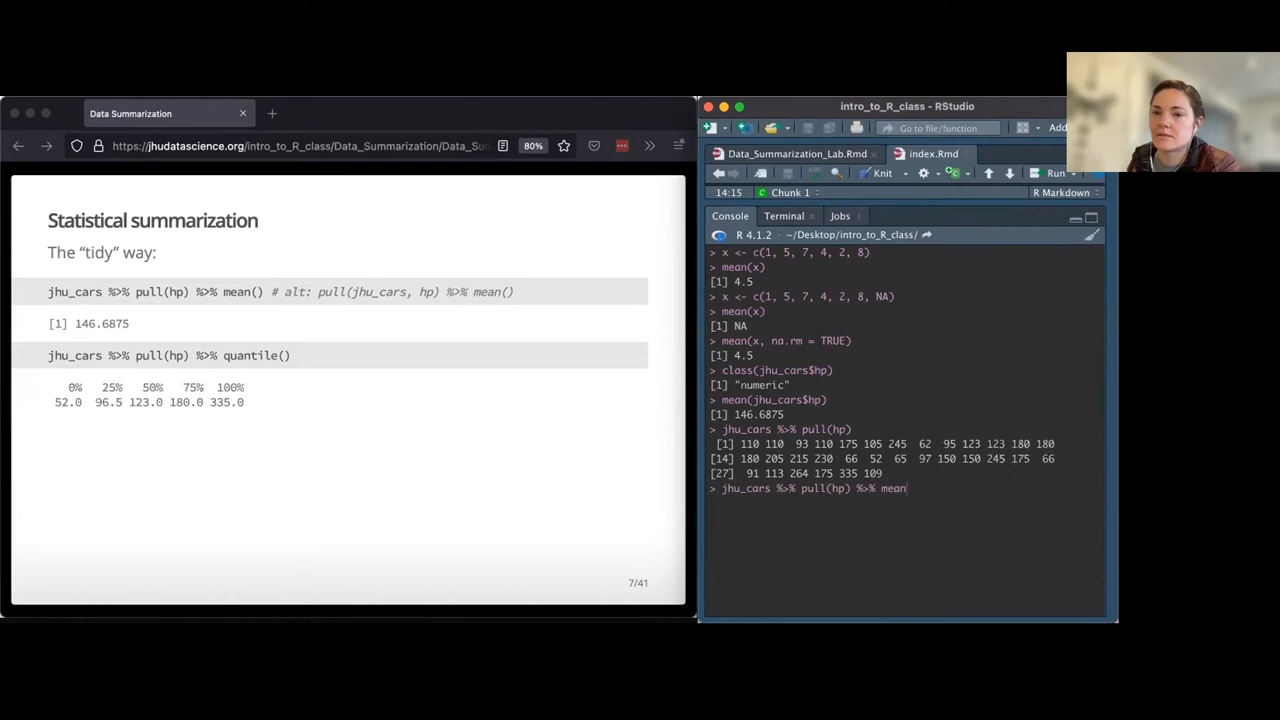 Data Summarization
https://jhudatascience.org/intro_to_R_class/Data_Summarization/Data_Sum
80%
Statistical summarization
The “tidy” way:
jhu_cars %>% pull(hp) %>% mean() # alt: pull(jhu_cars, hp) %>% mean()
[1] 146.6875
jhu_cars %>% pull(hp) %>% quantile()
0% 25% 50% 75% 100%
52.0 96.5 123.0 180.0 335.0
7/41
intro_to_R_class - RStudio
Go to file/function
Add
Data_Summarization_Lab.Rmd
index.Rmd
Knit
Run
14:15
Chunk 1
R Markdown
Console
Terminal
Jobs
R 4.1.2 · ~/Desktop/intro_to_R_class/
> x <- c(1, 5, 7, 4, 2, 8)
> mean(x)
[1] 4.5
> x <- c(1, 5, 7, 4, 2, 8, NA)
> mean(x)
[1] NA
> mean(x, na.rm = TRUE)
[1] 4.5
> class(jhu_cars$hp)
[1] "numeric"
> mean(jhu_cars$hp)
[1] 146.6875
> jhu_cars %>% pull(hp)
[1] 110 110 93 110 175 105 245 62 95 123 123 180 180
[14] 180 205 215 230 66 52 65 97 150 150 245 175 66
[27] 91 113 264 175 335 109
> jhu_cars %>% pull(hp) %>% mean